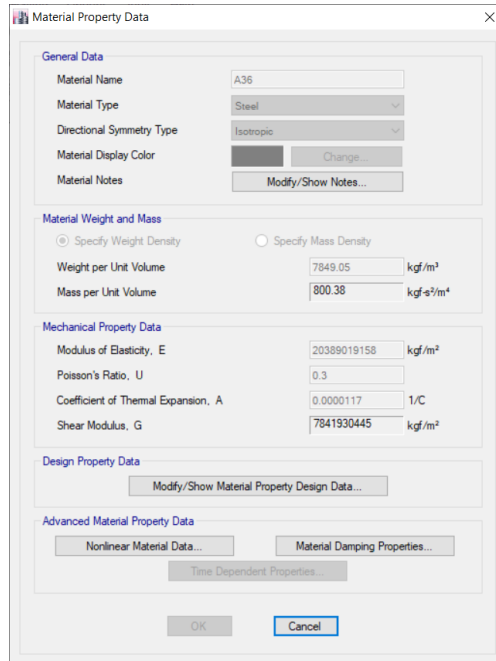 Material Property Data
General Data
Material Name A36
Material Type Steel
Directional Symmetry Type Isotropic
Material Display Color Change...
Material Notes Modify/Show Notes...
Material Weight and Mass
Specify Weight Density Specify Mass Density
Weight per Unit Volume 7849.05 kgf/m³
Mass per Unit Volume 800.38 kgf-s²/m⁴
Mechanical Property Data
Modulus of Elasticity, E 20389019158 kgf/m²
Poisson's Ratio, U 0.3
Coefficient of Thermal Expansion, A 0.0000117 1/C
Shear Modulus, G 7841930445 kgf/m²
Design Property Data
Modify/Show Material Property Design Data...
Advanced Material Property Data
Nonlinear Material Data... Material Damping Properties...
Time Dependent Properties...
OK Cancel